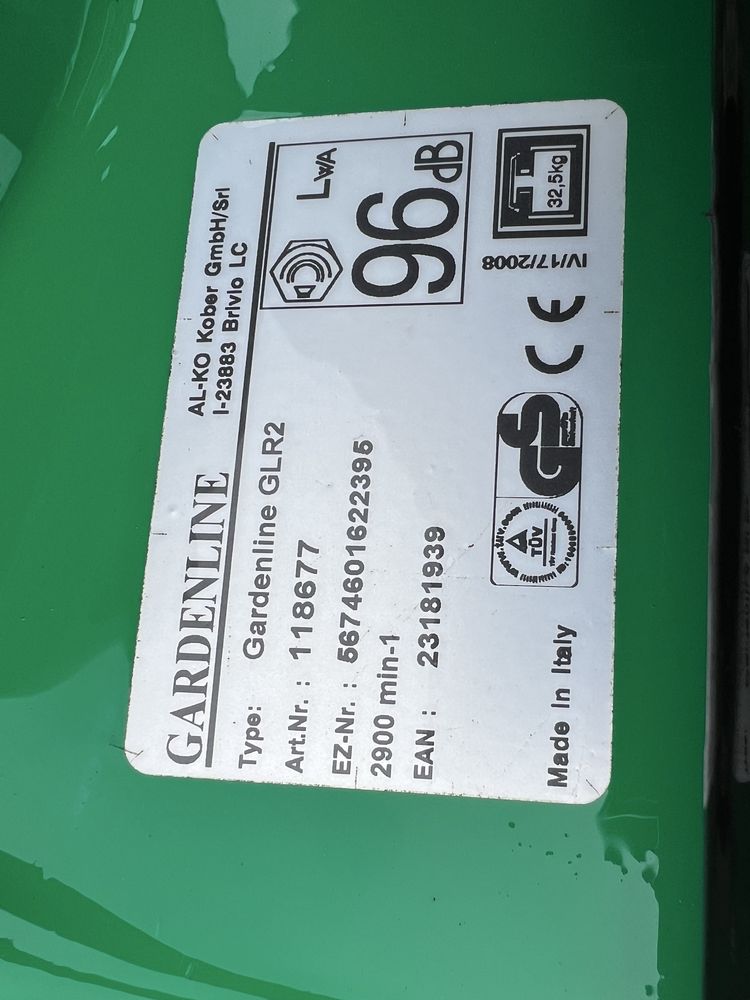 GARDENLINE
AL-KO Kober GmbH/Srl
I-23883 Brivio LC
Type: Gardenline GLR2
Art.Nr. : 118677
EZ-Nr. : 5674601622395
2900 min-1
EAN : 23181939
LWA
96 dB
32,5kg
IV/17/2008
CE
GS
TÜV
Made in Italy